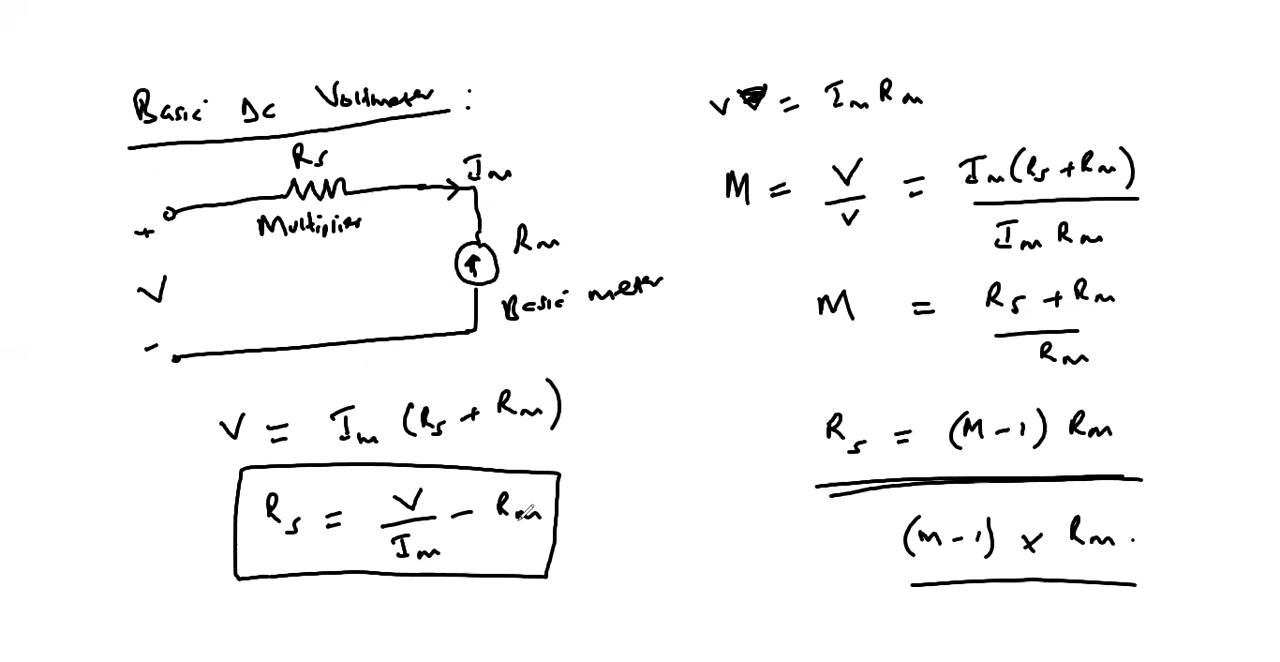 Basic DC Voltmeter :
Rs
Im
+
Multiplier
Rm
V
Basic meter
-
V = Im (Rs + Rm)
Rs = V/Im - Rm
v = Im Rm
M = V/v = Im(Rs + Rm)/Im Rm
M = Rs + Rm/Rm
Rs = (M-1) Rm
(m-1) x Rm.